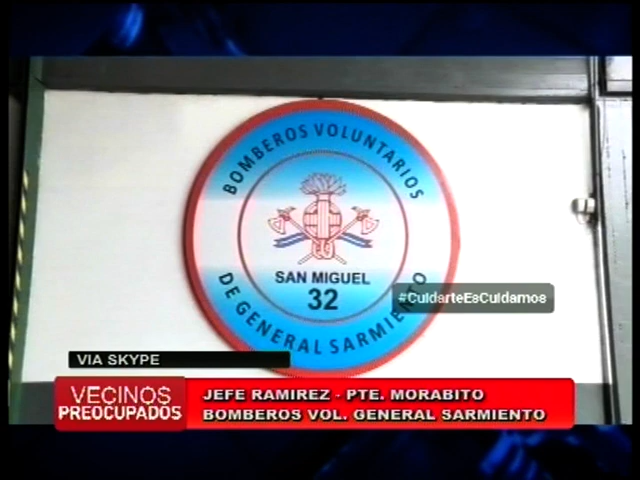 BOMBEROS VOLUNTARIOS
SAN MIGUEL
32
DE GENERAL SARMIENTO
#CuidarteEsCuidarnos
VIA SKYPE
VECINOS
PREOCUPADOS
JEFE RAMIREZ - PTE. MORABITO
BOMBEROS VOL. GENERAL SARMIENTO